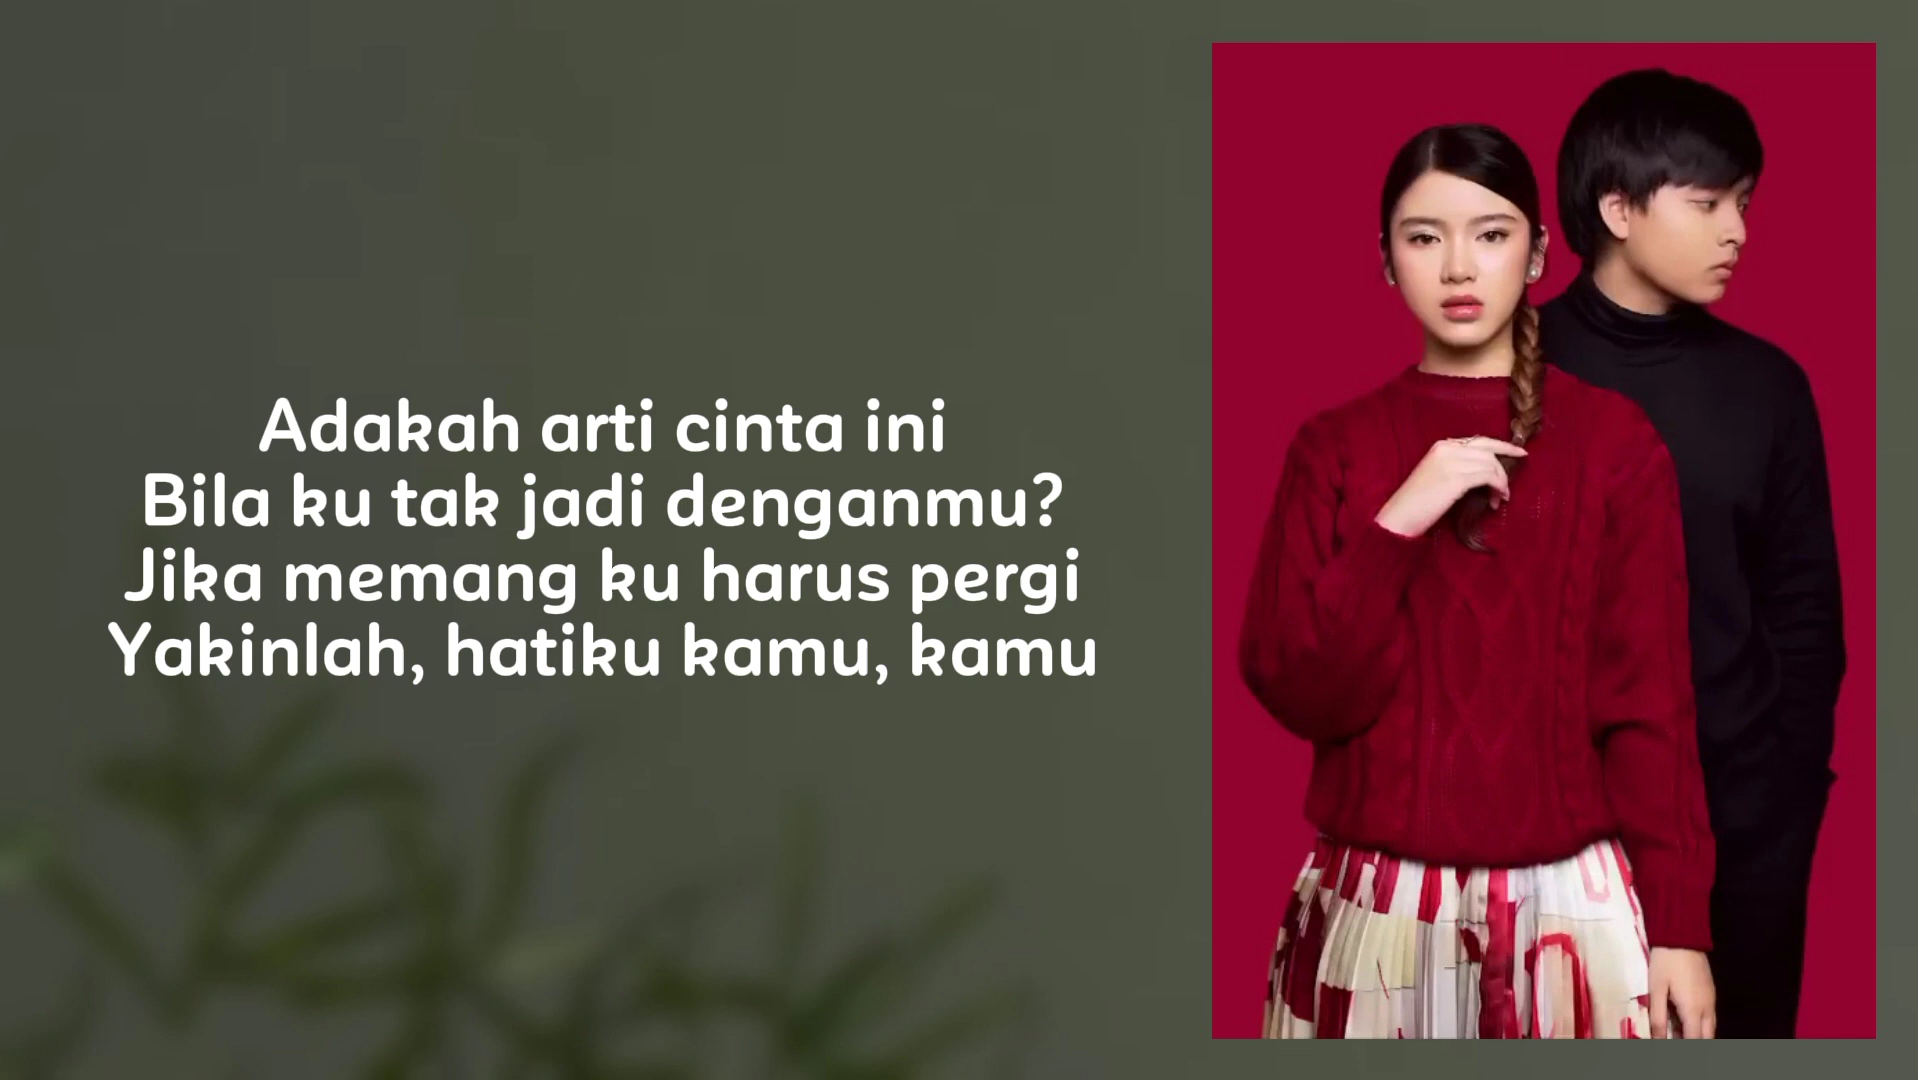 Adakah arti cinta ini
Bila ku tak jadi denganmu?
Jika memang ku harus pergi
Yakinlah, hatiku kamu, kamu